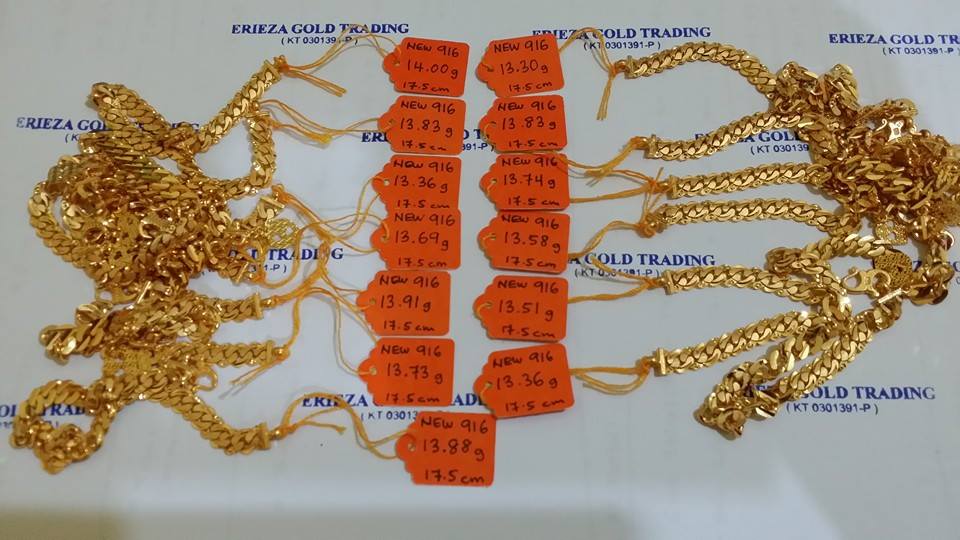 ERIEZA GOLD TRADING
( KT 0301391-P )
ERIEZA GOLD TRADING
( KT 0301391-P )
ERIEZA GOLD
( KT 0301391-P
NEW 916
14.00g
17.5cm
NEW 916
13.83g
17.5cm
NEW 916
13.36g
17.5cm
NEW 916
13.69g
17.5cm
NEW 916
13.91g
17.5cm
NEW 916
13.73g
17.5cm
NEW 916
13.88g
17.5cm
NEW 916
13.30g
17.5cm
NEW 916
13.83g
17.5cm
NEW 916
13.74g
17.5cm
NEW 916
13.58g
17.5cm
NEW 916
13.51g
17.5cm
NEW 916
13.36g
17.5cm
ERIEZA GOLD TRADING
( KT 0301391-P )